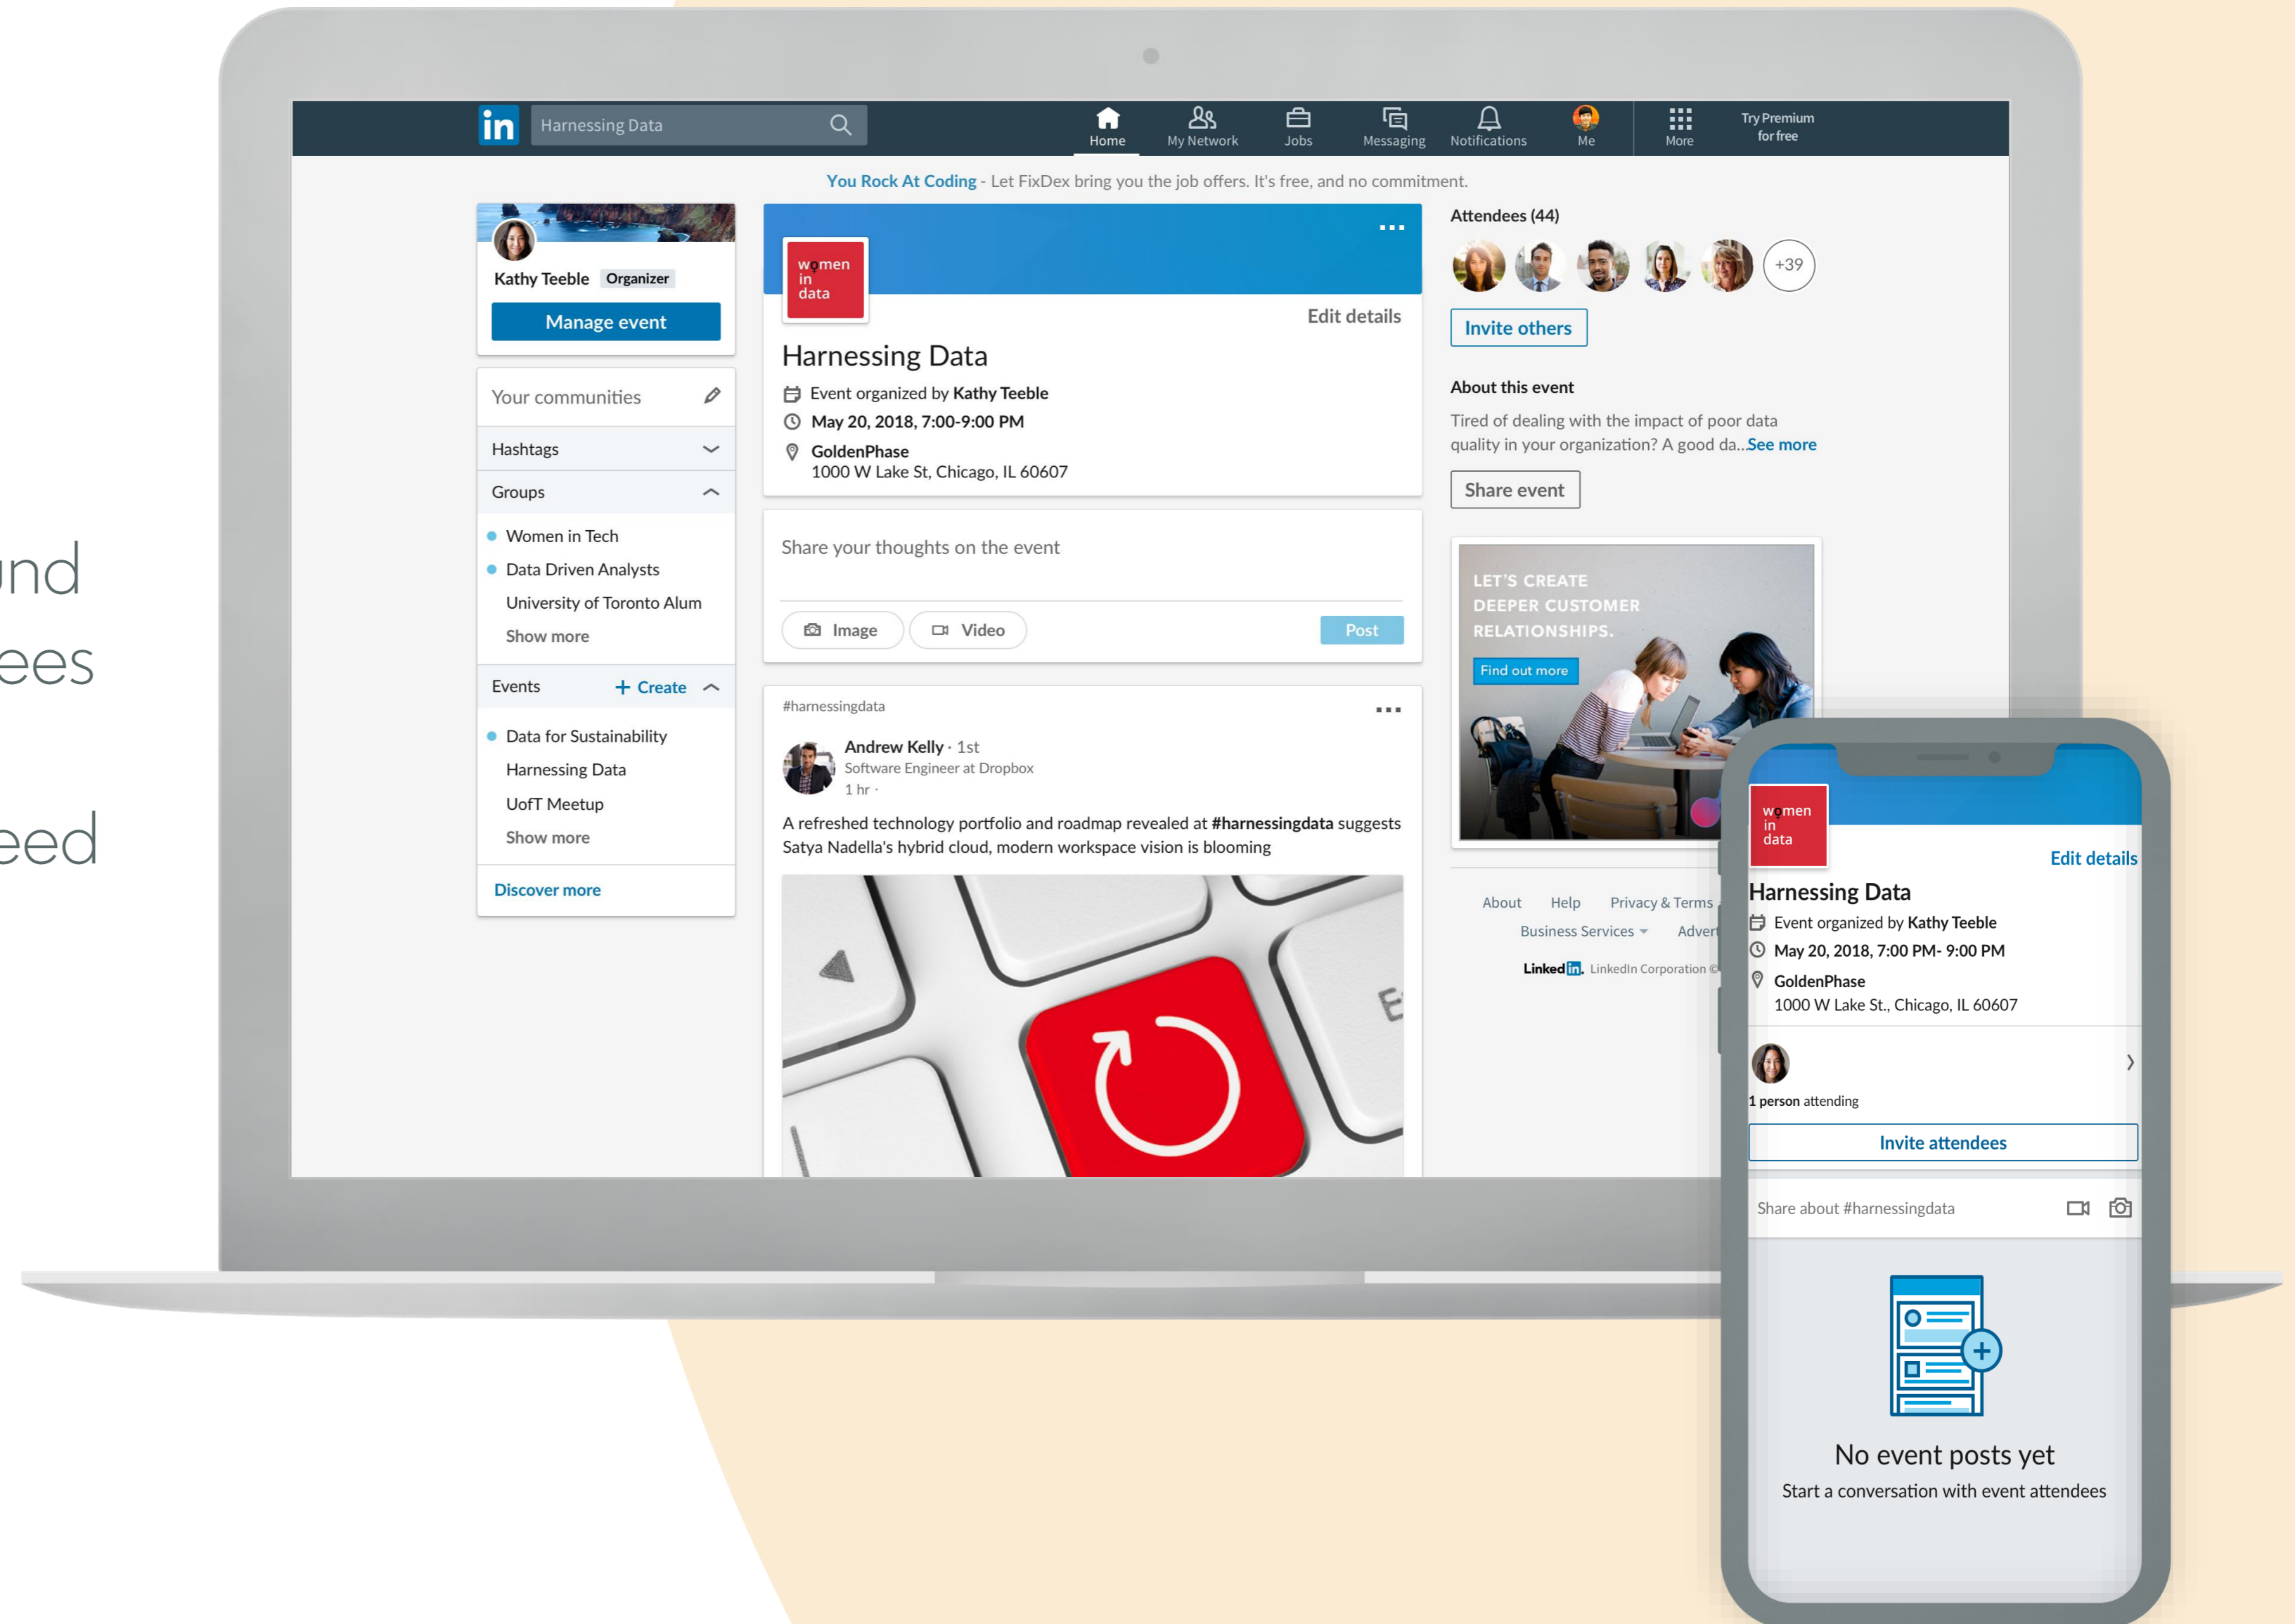 und
ees
eed
in
Harnessing Data
Home
My Network
Jobs
Messaging
Notifications
Me
More
Try Premium
for free
You Rock At Coding - Let FixDex bring you the job offers. It's free, and no commitment.
Kathy Teeble Organizer
Manage event
Your communities
Hashtags
Groups
Women in Tech
Data Driven Analysts
University of Toronto Alum
Show more
Events + Create
Data for Sustainability
Harnessing Data
UofT Meetup
Show more
Discover more
women
in
data
Edit details
Harnessing Data
Event organized by Kathy Teeble
May 20, 2018, 7:00-9:00 PM
GoldenPhase
1000 W Lake St, Chicago, IL 60607
Share your thoughts on the event
Image
Video
Post
#harnessingdata
Andrew Kelly · 1st
Software Engineer at Dropbox
1 hr ·
A refreshed technology portfolio and roadmap revealed at #harnessingdata suggests
Satya Nadella's hybrid cloud, modern workspace vision is blooming
Attendees (44)
+39
Invite others
About this event
Tired of dealing with the impact of poor data
quality in your organization? A good da...See more
Share event
LET'S CREATE
DEEPER CUSTOMER
RELATIONSHIPS.
Find out more
About Help Privacy & Terms
Business Services Advert
Linked in. LinkedIn Corporation ©
women
in
data
Edit details
Harnessing Data
Event organized by Kathy Teeble
May 20, 2018, 7:00 PM- 9:00 PM
GoldenPhase
1000 W Lake St., Chicago, IL 60607
1 person attending
Invite attendees
Share about #harnessingdata
No event posts yet
Start a conversation with event attendees